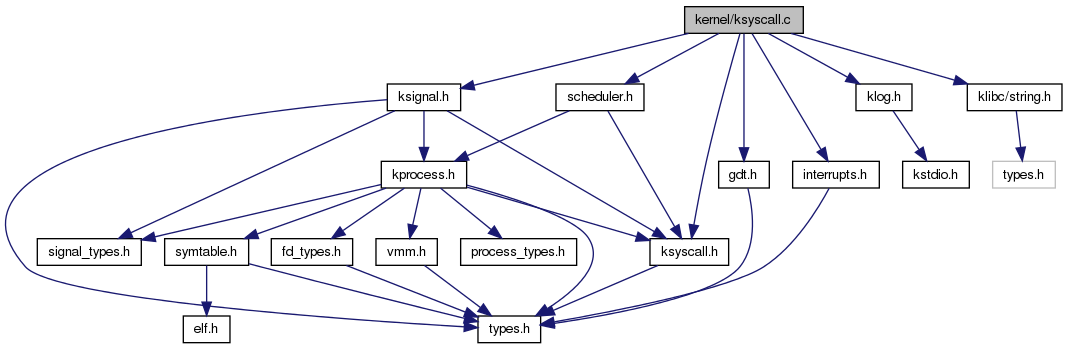 kernel/ksyscall.c
ksignal.h
scheduler.h
klog.h
klibc/string.h
kprocess.h
gdt.h
interrupts.h
kstdio.h
types.h
signal_types.h
symtable.h
fd_types.h
vmm.h
process_types.h
ksyscall.h
elf.h
types.h